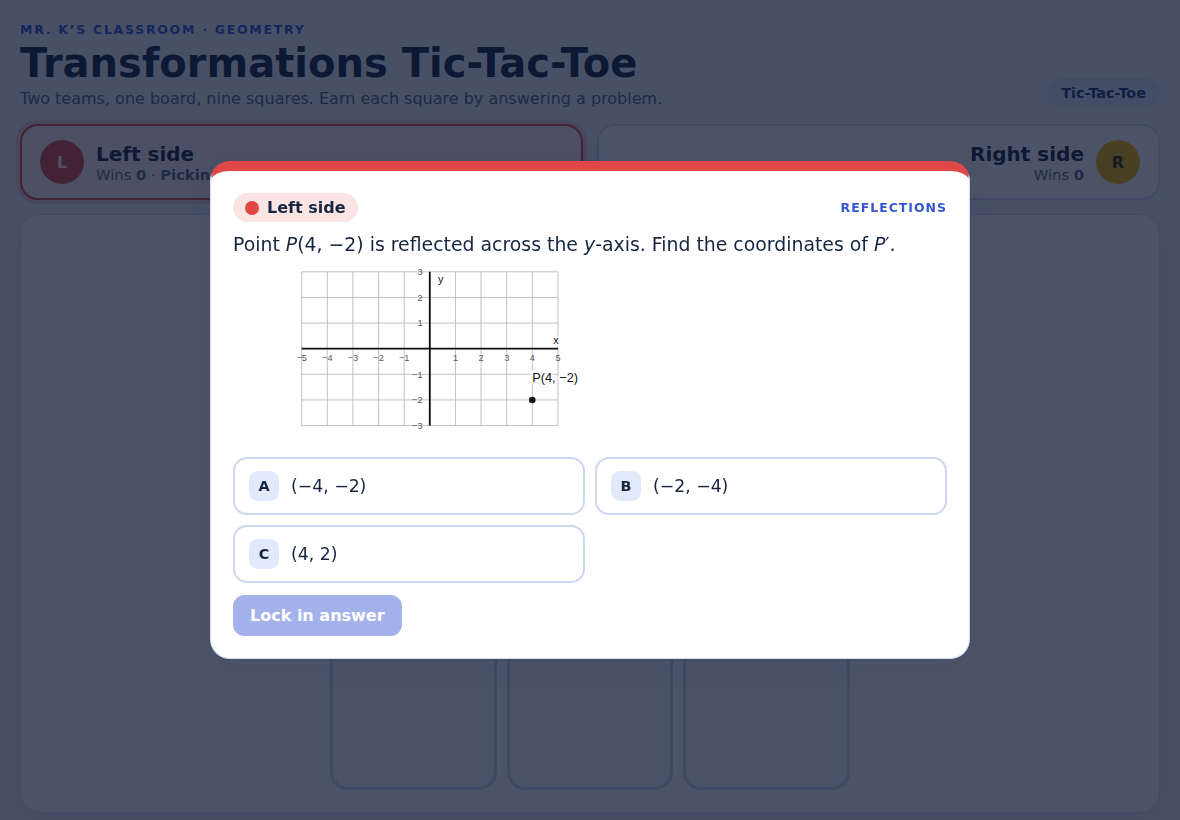 MR. K'S CLASSROOM · GEOMETRY
Transformations Tic-Tac-Toe
Two teams, one board, nine squares. Earn each square by answering a problem.
Tic-Tac-Toe
L
Left side
Wins 0 · Pickin
Right side
Wins 0
R
Left side
REFLECTIONS
Point P(4, −2) is reflected across the y-axis. Find the coordinates of P′.
3
y
2
1
x
−5 −4 −3 −2 −1 1 2 3 4 5
−1
P(4, −2)
−2
−3
A (−4, −2)
B (−2, −4)
C (4, 2)
Lock in answer